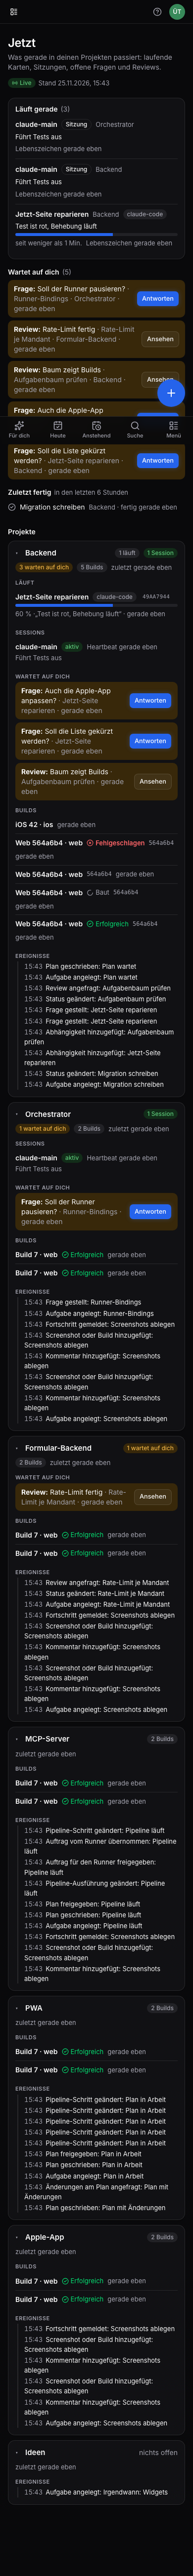 ÜT
Jetzt
Was gerade in deinen Projekten passiert: laufende
Karten, Sitzungen, offene Fragen und Reviews.
Live Stand 25.11.2026, 15:43
Läuft gerade (3)
claude-main Sitzung Orchestrator
Führt Tests aus
Lebenszeichen gerade eben
claude-main Sitzung Backend
Führt Tests aus
Lebenszeichen gerade eben
Jetzt-Seite reparieren Backend claude-code
Test ist rot, Behebung läuft
seit weniger als 1 Min. Lebenszeichen gerade eben
Wartet auf dich (5)
Frage: Soll der Runner pausieren? ·
Runner-Bindings · Orchestrator ·
gerade eben
Antworten
Review: Rate-Limit fertig · Rate-Limit
je Mandant · Formular-Backend ·
gerade eben
Ansehen
Review: Baum zeigt Builds ·
Aufgabenbaum prüfen · Backend ·
gerade eben
Ansehen
Frage: Auch die Apple-App
Für dich
Heute
Anstehend
Suche
Menü
Frage: Soll die Liste gekürzt
werden? · Jetzt-Seite reparieren ·
Backend · gerade eben
Antworten
Zuletzt fertig in den letzten 6 Stunden
Migration schreiben Backend · fertig gerade eben
Projekte
Backend 1 läuft 1 Session
3 warten auf dich 5 Builds zuletzt gerade eben
LÄUFT
Jetzt-Seite reparieren claude-code 49AA7944
60 % · „Test ist rot, Behebung läuft“ · gerade eben
SESSIONS
claude-main aktiv Heartbeat gerade eben
Führt Tests aus
WARTET AUF DICH
Frage: Auch die Apple-App
anpassen? · Jetzt-Seite
reparieren · gerade eben
Antworten
Frage: Soll die Liste gekürzt
werden? · Jetzt-Seite
reparieren · gerade eben
Antworten
Review: Baum zeigt Builds ·
Aufgabenbaum prüfen · gerade
eben
Ansehen
BUILDS
iOS 42 · ios gerade eben
Web 564a6b4 · web Fehlgeschlagen 564a6b4
gerade eben
Web 564a6b4 · web 564a6b4 gerade eben
Web 564a6b4 · web Baut 564a6b4
gerade eben
Web 564a6b4 · web Erfolgreich 564a6b4
gerade eben
EREIGNISSE
15:43 Plan geschrieben: Plan wartet
15:43 Aufgabe angelegt: Plan wartet
15:43 Review angefragt: Aufgabenbaum prüfen
15:43 Status geändert: Aufgabenbaum prüfen
15:43 Frage gestellt: Jetzt-Seite reparieren
15:43 Frage gestellt: Jetzt-Seite reparieren
15:43 Abhängigkeit hinzugefügt: Aufgabenbaum
prüfen
15:43 Abhängigkeit hinzugefügt: Jetzt-Seite
reparieren
15:43 Status geändert: Migration schreiben
15:43 Aufgabe angelegt: Migration schreiben
Orchestrator 1 Session
1 wartet auf dich 2 Builds zuletzt gerade eben
SESSIONS
claude-main aktiv Heartbeat gerade eben
Führt Tests aus
WARTET AUF DICH
Frage: Soll der Runner
pausieren? · Runner-Bindings ·
gerade eben
Antworten
BUILDS
Build 7 · web Erfolgreich gerade eben
Build 7 · web Erfolgreich gerade eben
EREIGNISSE
15:43 Frage gestellt: Runner-Bindings
15:43 Aufgabe angelegt: Runner-Bindings
15:43 Fortschritt gemeldet: Screenshots ablegen
15:43 Screenshot oder Build hinzugefügt:
Screenshots ablegen
15:43 Kommentar hinzugefügt: Screenshots
ablegen
15:43 Screenshot oder Build hinzugefügt:
Screenshots ablegen
15:43 Kommentar hinzugefügt: Screenshots
ablegen
15:43 Aufgabe angelegt: Screenshots ablegen
Formular-Backend 1 wartet auf dich
2 Builds zuletzt gerade eben
WARTET AUF DICH
Review: Rate-Limit fertig · Rate-
Limit je Mandant · gerade eben
Ansehen
BUILDS
Build 7 · web Erfolgreich gerade eben
Build 7 · web Erfolgreich gerade eben
EREIGNISSE
15:43 Review angefragt: Rate-Limit je Mandant
15:43 Status geändert: Rate-Limit je Mandant
15:43 Aufgabe angelegt: Rate-Limit je Mandant
15:43 Fortschritt gemeldet: Screenshots ablegen
15:43 Screenshot oder Build hinzugefügt:
Screenshots ablegen
15:43 Kommentar hinzugefügt: Screenshots
ablegen
15:43 Screenshot oder Build hinzugefügt:
Screenshots ablegen
15:43 Kommentar hinzugefügt: Screenshots
ablegen
15:43 Aufgabe angelegt: Screenshots ablegen
MCP-Server 2 Builds
zuletzt gerade eben
BUILDS
Build 7 · web Erfolgreich gerade eben
Build 7 · web Erfolgreich gerade eben
EREIGNISSE
15:43 Pipeline-Schritt geändert: Pipeline läuft
15:43 Auftrag vom Runner übernommen: Pipeline
läuft
15:43 Auftrag für den Runner freigegeben:
Pipeline läuft
15:43 Pipeline-Ausführung geändert: Pipeline
läuft
15:43 Plan freigegeben: Pipeline läuft
15:43 Plan geschrieben: Pipeline läuft
15:43 Aufgabe angelegt: Pipeline läuft
15:43 Fortschritt gemeldet: Screenshots ablegen
15:43 Screenshot oder Build hinzugefügt:
Screenshots ablegen
15:43 Kommentar hinzugefügt: Screenshots
ablegen
PWA 2 Builds
zuletzt gerade eben
BUILDS
Build 7 · web Erfolgreich gerade eben
Build 7 · web Erfolgreich gerade eben
EREIGNISSE
15:43 Pipeline-Schritt geändert: Plan in Arbeit
15:43 Pipeline-Schritt geändert: Plan in Arbeit
15:43 Pipeline-Schritt geändert: Plan in Arbeit
15:43 Pipeline-Schritt geändert: Plan in Arbeit
15:43 Pipeline-Schritt geändert: Plan in Arbeit
15:43 Plan freigegeben: Plan in Arbeit
15:43 Plan geschrieben: Plan in Arbeit
15:43 Aufgabe angelegt: Plan in Arbeit
15:43 Änderungen am Plan angefragt: Plan mit
Änderungen
15:43 Plan geschrieben: Plan mit Änderungen
Apple-App 2 Builds
zuletzt gerade eben
BUILDS
Build 7 · web Erfolgreich gerade eben
Build 7 · web Erfolgreich gerade eben
EREIGNISSE
15:43 Fortschritt gemeldet: Screenshots ablegen
15:43 Screenshot oder Build hinzugefügt:
Screenshots ablegen
15:43 Kommentar hinzugefügt: Screenshots
ablegen
15:43 Screenshot oder Build hinzugefügt:
Screenshots ablegen
15:43 Kommentar hinzugefügt: Screenshots
ablegen
15:43 Aufgabe angelegt: Screenshots ablegen
Ideen nichts offen
zuletzt gerade eben
EREIGNISSE
15:43 Aufgabe angelegt: Irgendwann: Widgets